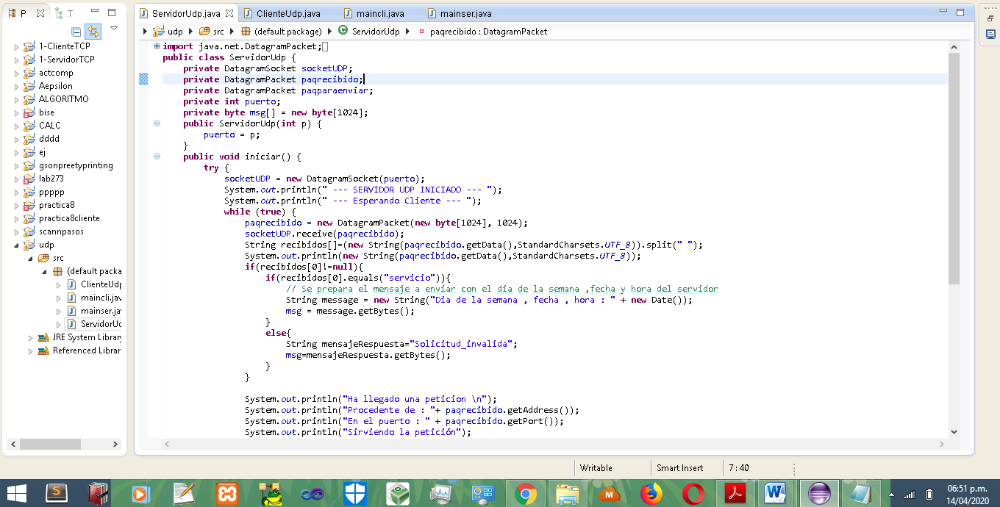 P
T
1-ClienteTCP
1-ServidorTCP
actcomp
Aepsilon
ALGORITMO
bise
CALC
dddd
ej
gsonpreetyprinting
lab273
ppppp
practica8
practica8cliente
scannpasos
udp
src
(default packa
ClienteUdp
maincli.jav
mainser.jav
ServidorUd
JRE System Library
Referenced Librar
ServidorUdp.java
ClienteUdp.java
maincli.java
mainser.java
udp
src
(default package)
ServidorUdp
paqrecibido : DatagramPacket
import java.net.DatagramPacket;
public class ServidorUdp {
private DatagramSocket socketUDP;
private DatagramPacket paqrecibido;
private DatagramPacket paqparaenviar;
private int puerto;
private byte msg[] = new byte[1024];
public ServidorUdp(int p) {
puerto = p;
}
public void iniciar() {
try {
socketUDP = new DatagramSocket(puerto);
System.out.println(" --- SERVIDOR UDP INICIADO --- ");
System.out.println(" --- Esperando Cliente --- ");
while (true) {
paqrecibido = new DatagramPacket(new byte[1024], 1024);
socketUDP.receive(paqrecibido);
String recibidos[]=(new String(paqrecibido.getData(),StandardCharsets.UTF_8)).split(" ");
System.out.println(new String(paqrecibido.getData(),StandardCharsets.UTF_8));
if(recibidos[0]!=null){
if(recibidos[0].equals("servicio")){
// Se prepara el mensaje a enviar con el dia de la semana ,fecha y hora del servidor
String message = new String("Dia de la semana , fecha , hora : " + new Date());
msg = message.getBytes();
}
else{
String mensajeRespuesta="Solicitud_invalida";
msg=mensajeRespuesta.getBytes();
}
}
System.out.println("Ha llegado una peticion \n");
System.out.println("Procedente de : "+ paqrecibido.getAddress());
System.out.println("En el puerto : " + paqrecibido.getPort());
System.out.println("Sirviendo la petición");
Writable
Smart Insert
7 : 40
06:51 p.m.
14/04/2020